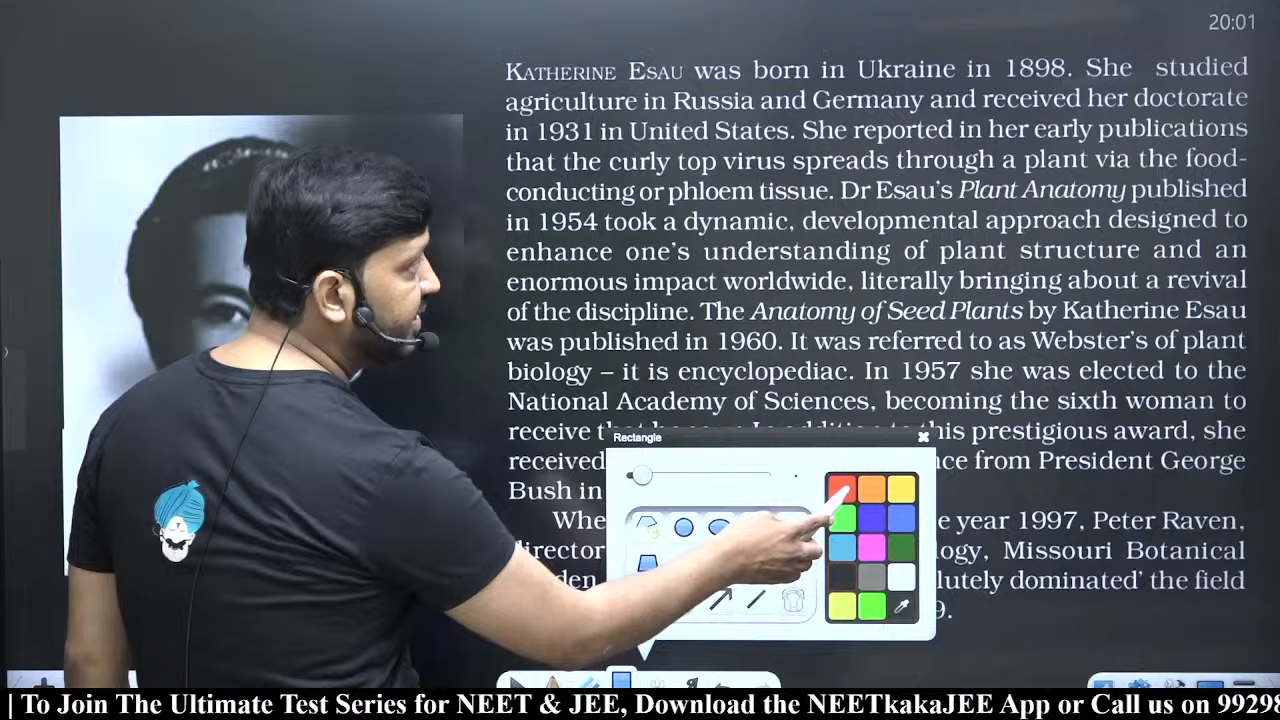 20:01
KATHERINE ESAU was born in Ukraine in 1898. She studied
agriculture in Russia and Germany and received her doctorate
in 1931 in United States. She reported in her early publications
that the curly top virus spreads through a plant via the food-
conducting or phloem tissue. Dr Esau's Plant Anatomy published
in 1954 took a dynamic, developmental approach designed to
enhance one's understanding of plant structure and an
enormous impact worldwide, literally bringing about a revival
of the discipline. The Anatomy of Seed Plants by Katherine Esau
was published in 1960. It was referred to as Webster's of plant
biology – it is encyclopediac. In 1957 she was elected to the
National Academy of Sciences, becoming the sixth woman to
receive this prestigious award, she
Rectangle
received from President George
Bush in
year 1997, Peter Raven,
Missouri Botanical
dominated' the field
| To Join The Ultimate Test Series for NEET & JEE, Download the NEETkakaJEE App or Call us on 99298